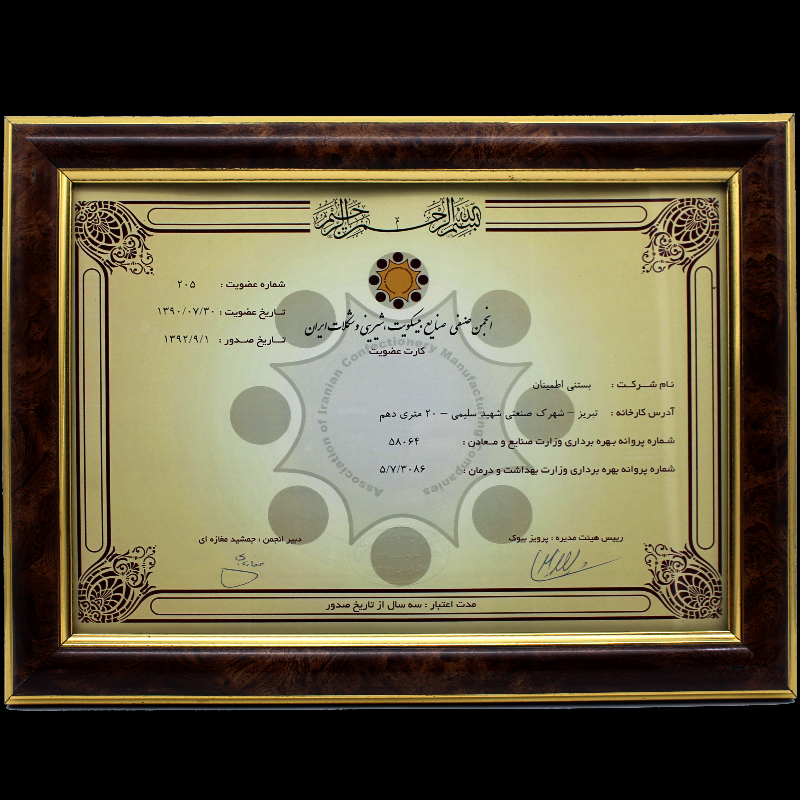 بسم الله الرحمن الرحیم
شماره عضویت : ۲۰۵
تاریخ عضویت : ۱۳۹۰/۰۷/۳۰
تاریخ صدور : ۱۳۹۲/۹/۱
انجمن صنفی صنایع بیسکویت، شیرینی و شکلات ایران
کارت عضویت
Association of Iranian Confectionery Manufacturing Companies
نام شرکت : بستنی اطمینان
آدرس کارخانه : تبریز – شهرک صنعتی شهید سلیمی – ۲۰ متری دهم
شماره پروانه بهره برداری وزارت صنایع و معادن : ۵۸۰۶۴
شماره پروانه بهره برداری وزارت بهداشت و درمان : ۵/۷/۳۰۸۶
رییس هیئت مدیره : پرویز بیوک
دبیر انجمن : جمشید مغازه ای
مدت اعتبار : سه سال از تاریخ صدور